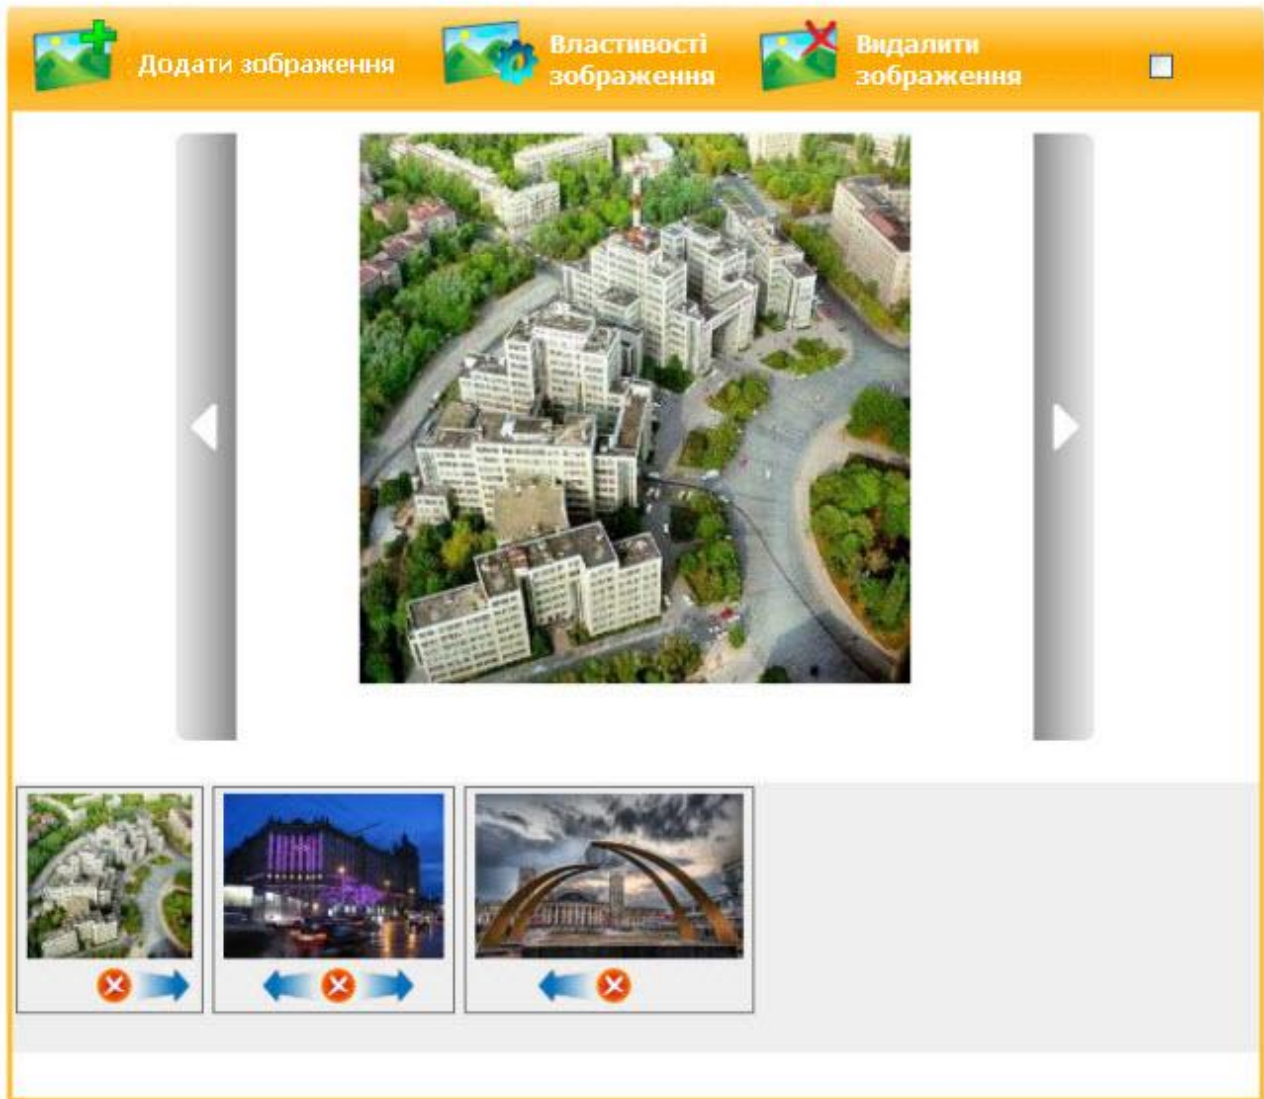 Додати зображення
Властивості
зображення
Видалити
зображення